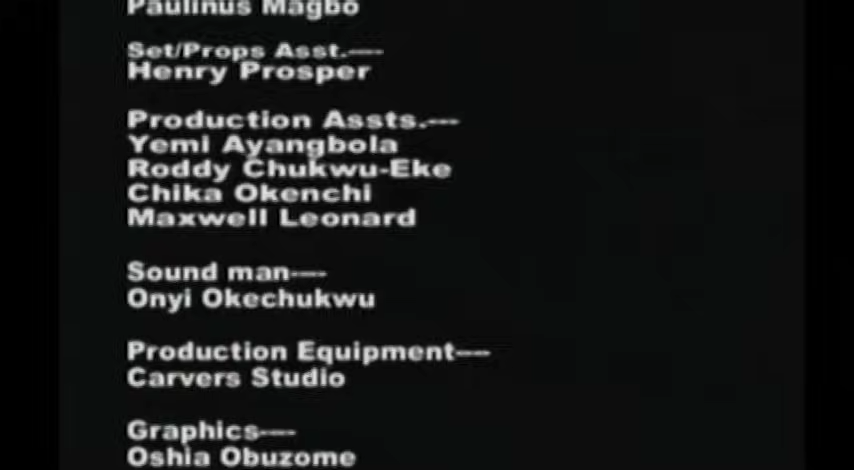 Paulinus Magbo
Set/Props Asst.----
Henry Prosper
Production Assts.---
Yemi Ayangbola
Roddy Chukwu-Eke
Chika Okenchi
Maxwell Leonard
Sound man----
Onyi Okechukwu
Production Equipment----
Carvers Studio
Graphics----
Oshia Obuzome